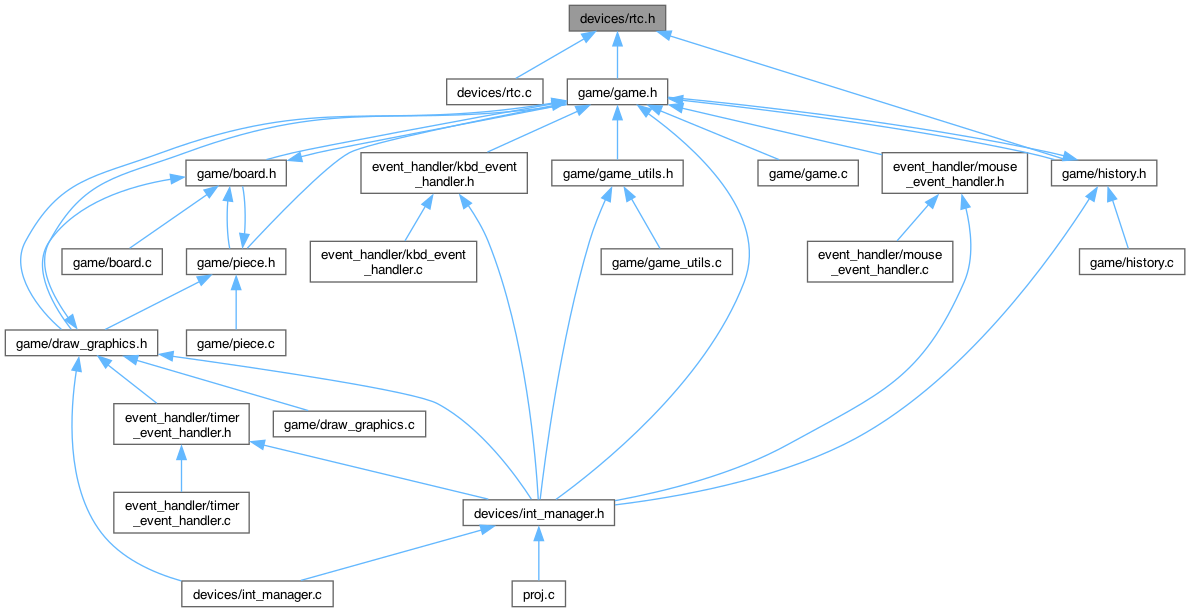 devices/rtc.h
devices/rtc.c
game/game.h
game/board.h
event_handler/kbd_event
_handler.h
game/game_utils.h
game/game.c
event_handler/mouse
_event_handler.h
game/history.h
game/board.c
game/piece.h
event_handler/kbd_event
_handler.c
game/game_utils.c
event_handler/mouse
_event_handler.c
game/history.c
game/draw_graphics.h
game/piece.c
event_handler/timer
_event_handler.h
game/draw_graphics.c
event_handler/timer
_event_handler.c
devices/int_manager.h
devices/int_manager.c
proj.c